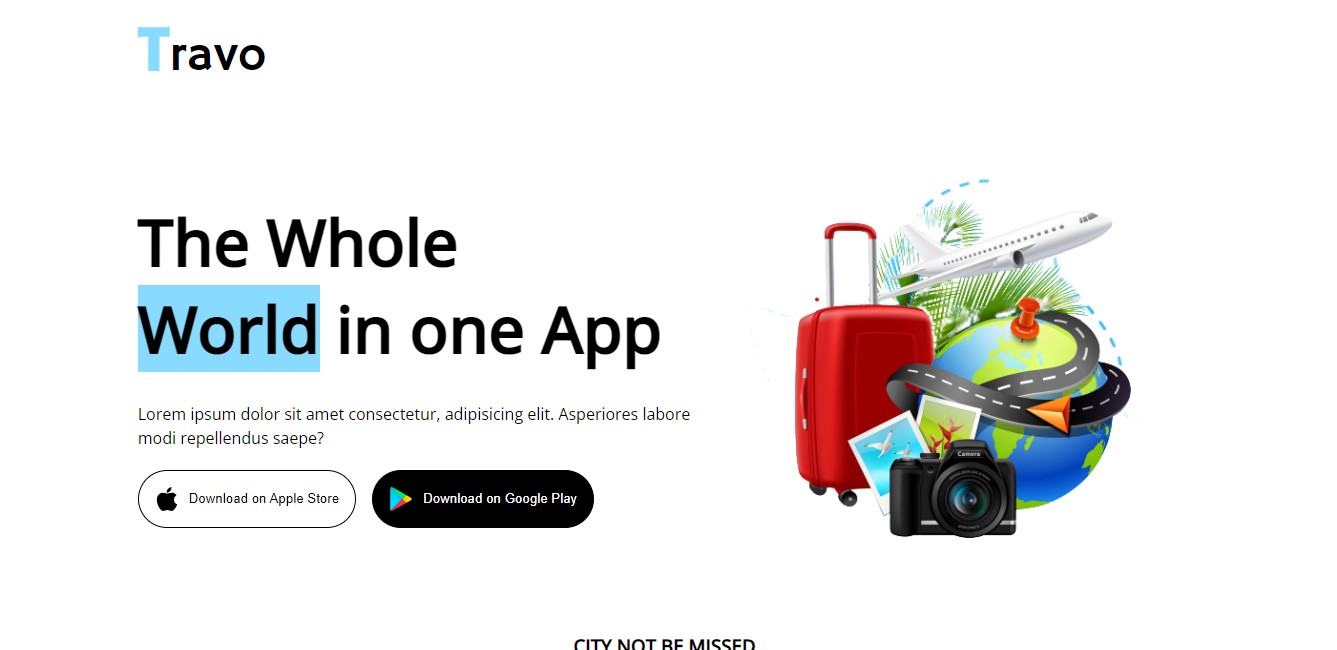 Travo
The Whole
World in one App
Lorem ipsum dolor sit amet consectetur, adipisicing elit. Asperiores labore
modi repellendus saepe?
Download on Apple Store
Download on Google Play
Camera
CITY NOT BE MISSED